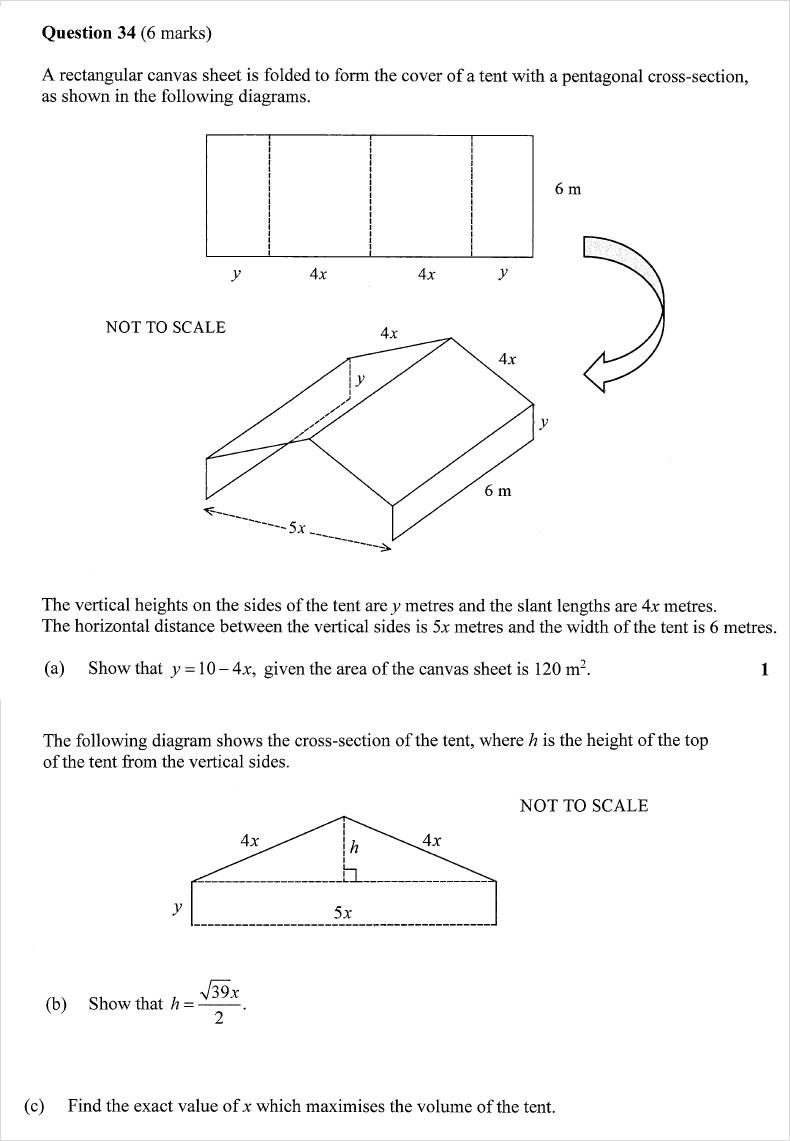 Question 34 (6 marks)
A rectangular canvas sheet is folded to form the cover of a tent with a pentagonal cross-section,
as shown in the following diagrams.
6 m
y 4x 4x y
NOT TO SCALE
4x
4x
y
y
6 m
5x
The vertical heights on the sides of the tent are y metres and the slant lengths are 4x metres.
The horizontal distance between the vertical sides is 5x metres and the width of the tent is 6 metres.
(a) Show that y = 10 – 4x, given the area of the canvas sheet is 120 m². 1
The following diagram shows the cross-section of the tent, where h is the height of the top
of the tent from the vertical sides.
NOT TO SCALE
4x h 4x
y 5x
(b) Show that h = √39x/2.
(c) Find the exact value of x which maximises the volume of the tent.